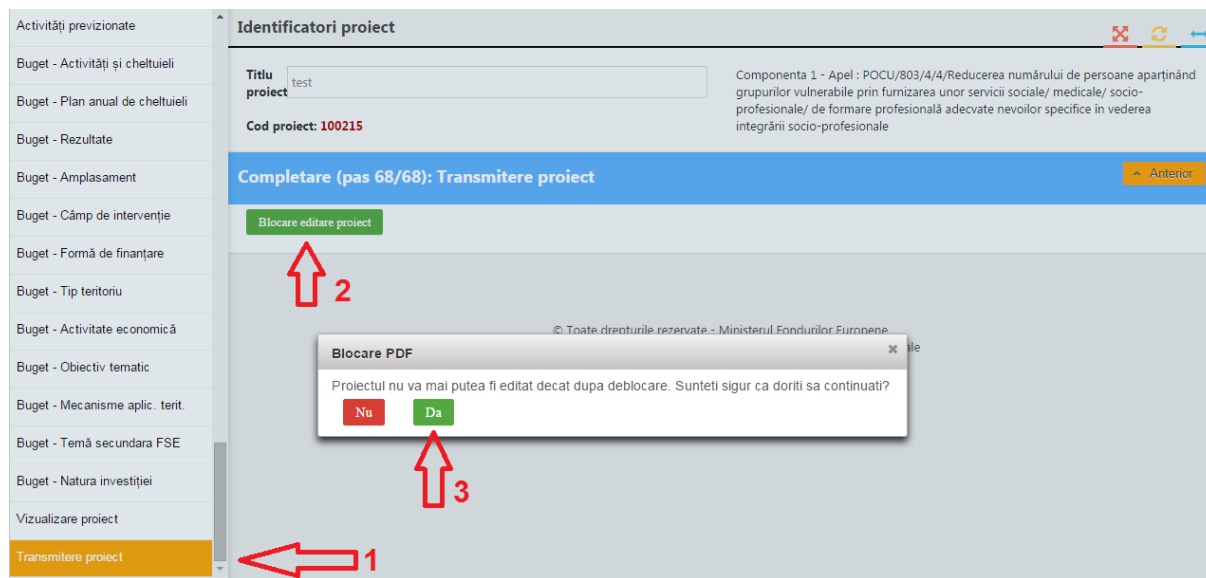 Activități previzionate
Buget - Activități și cheltuieli
Buget - Plan anual de cheltuieli
Buget - Rezultate
Buget - Amplasament
Buget - Câmp de intervenție
Buget - Formă de finanțare
Buget - Tip teritoriu
Buget - Activitate economică
Buget - Obiectiv tematic
Buget - Mecanisme aplic. terit.
Buget - Temă secundara FSE
Buget - Natura investiției
Vizualizare proiect
Transmitere proiect
1
Identificatori proiect
Titlu
proiect
test
Cod proiect: 100215
Componenta 1 - Apel : POCU/803/4/4/Reducerea numărului de persoane aparținând
grupurilor vulnerabile prin furnizarea unor servicii sociale/ medicale/ socio-
profesionale/ de formare profesională adecvate nevoilor specifice în vederea
integrării socio-profesionale
Completare (pas 68/68): Transmitere proiect
Anterior
Blocare editare proiect
2
© Toate drepturile rezervate - Ministerul Fondurilor Europene
ale
Blocare PDF
Proiectul nu va mai putea fi editat decat dupa deblocare. Sunteti sigur ca doriti sa continuati?
Nu Da
3